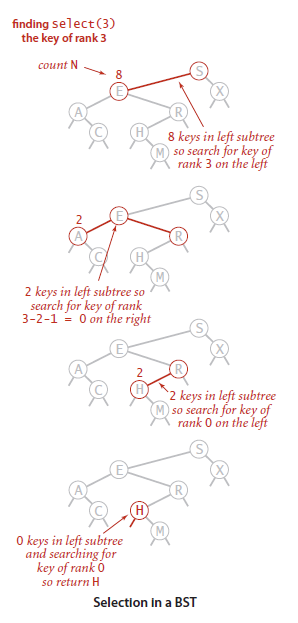 finding select(3)
the key of rank 3
count N
8
S
E
X
A
R
C
H
M
8 keys in left subtree
so search for key of
rank 3 on the left
S
2
E
X
A
R
C
H
M
2 keys in left subtree so
search for key of rank
3-2-1 = 0 on the right
S
E
X
A
2
R
C
H
M
2 keys in left subtree
so search for key of
rank 0 on the left
S
E
X
A
R
C
H
M
0 keys in left subtree
and searching for
key of rank 0
so return H
Selection in a BST